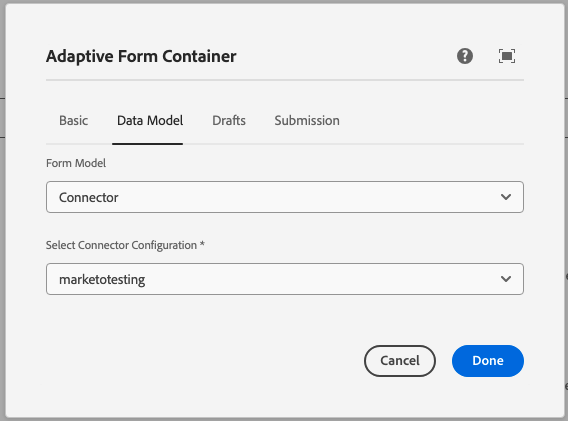 Adaptive Form Container
Basic Data Model Drafts Submission
Form Model
Connector
Select Connector Configuration *
marketotesting
Cancel Done